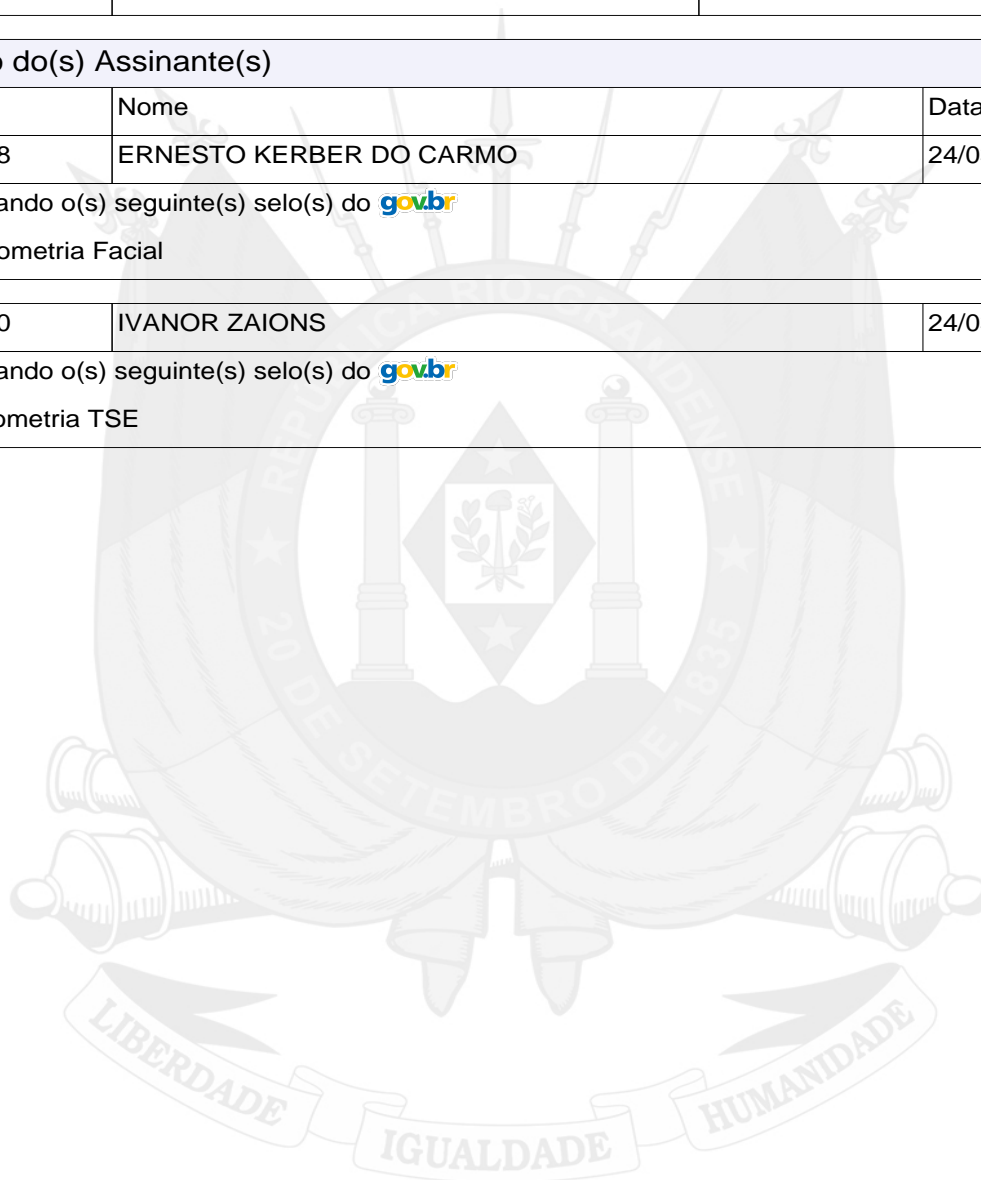 o do(s) Assinante(s)
Nome Data
8 ERNESTO KERBER DO CARMO 24/0
ando o(s) seguinte(s) selo(s) do gov.br
ometria Facial
0 IVANOR ZAIONS 24/0
ando o(s) seguinte(s) selo(s) do gov.br
ometria TSE
REPUBLICA RIO-GRANDENSE
20 DE SETEMBRO DE 1835
LIBERDADE IGUALDADE HUMANIDADE